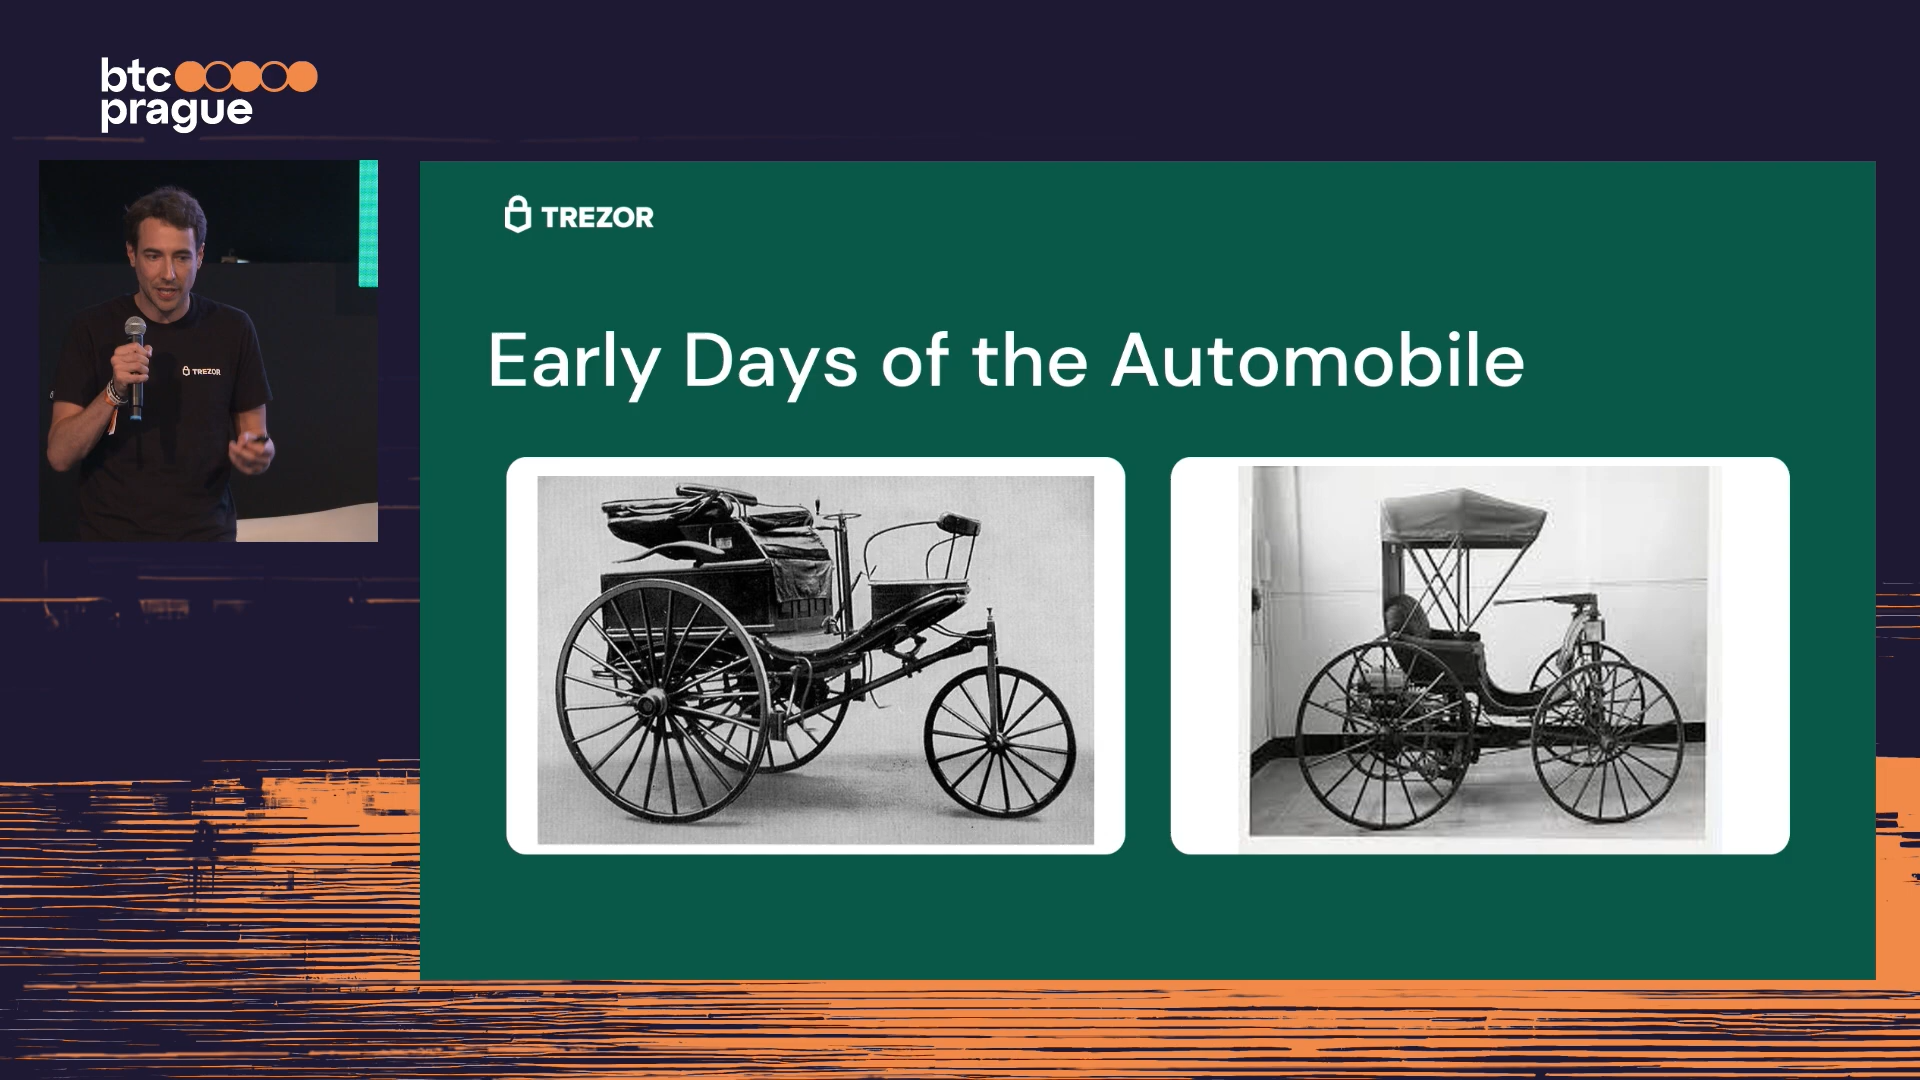 btc
prague
TREZOR
TREZOR
Early Days of the Automobile